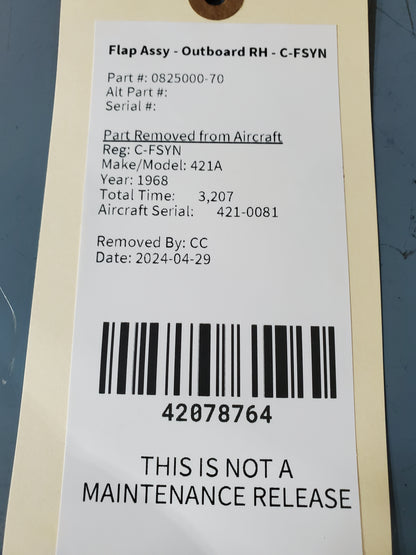 Flap Assy - Outboard RH - C-FSYN
Part #: 0825000-70
Alt Part #:
Serial #:
Part Removed from Aircraft
Reg: C-FSYN
Make/Model: 421A
Year: 1968
Total Time: 3,207
Aircraft Serial: 421-0081
Removed By: CC
Date: 2024-04-29
42078764
THIS IS NOT A
MAINTENANCE RELEASE